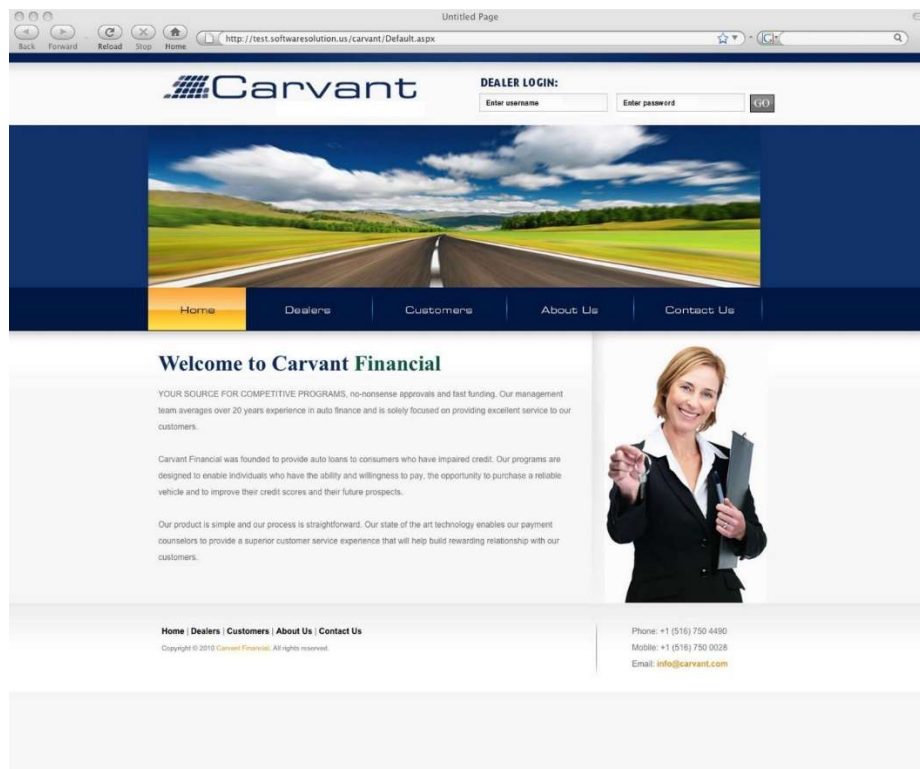 Untitled Page
Back Forward Reload Stop Home http://test.softwaresolution.us/carvant/Default.aspx
Carvant
DEALER LOGIN:
Enter username Enter password GO
Home Dealers Customers About Us Contact Us
Welcome to Carvant Financial
YOUR SOURCE FOR COMPETITIVE PROGRAMS, no-nonsense approvals and fast funding. Our management
team averages over 20 years experience in auto finance and is solely focused on providing excellent service to our
customers.
Carvant Financial was founded to provide auto loans to consumers who have impaired credit. Our programs are
designed to enable individuals who have the ability and willingness to pay, the opportunity to purchase a reliable
vehicle and to improve their credit scores and their future prospects.
Our product is simple and our process is straightforward. Our state of the art technology enables our payment
counselors to provide a superior customer service experience that will help build rewarding relationship with our
customers.
Home | Dealers | Customers | About Us | Contact Us
Copyright © 2010 Carvant Financial. All rights reserved.
Phone: +1 (516) 750 4490
Mobile: +1 (516) 750 0028
Email: info@carvant.com